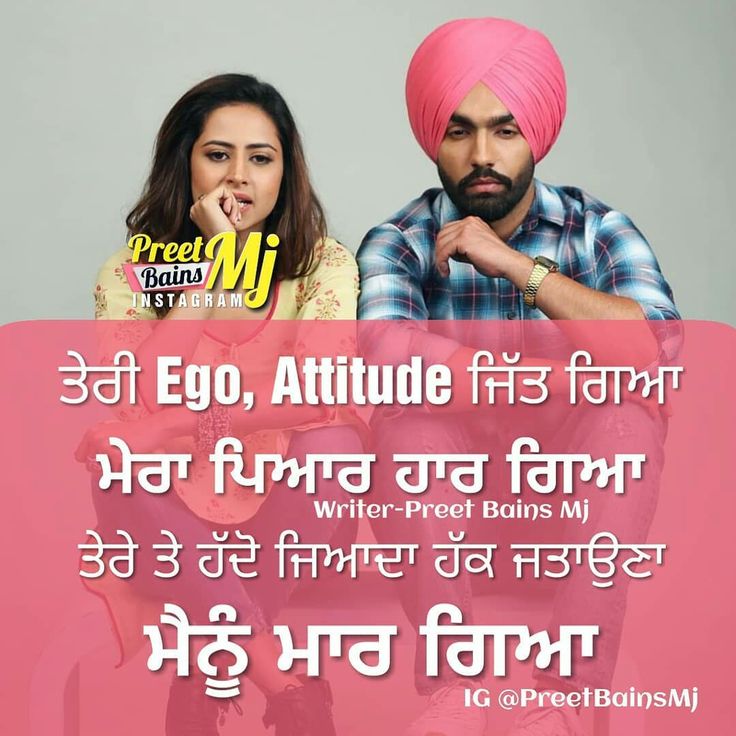 Preet
Bains Mj
INSTAGRAM
ਤੇਰੀ Ego, Attitude ਜਿੱਤ ਗਿਆ
ਮੇਰਾ ਪਿਆਰ ਹਾਰ ਗਿਆ
Writer-Preet Bains Mj
ਤੇਰੇ ਤੇ ਹੱਦੋ ਜਿਆਦਾ ਹੱਕ ਜਤਾਉਣਾ
ਮੈਨੂੰ ਮਾਰ ਗਿਆ
IG @PreetBainsMj